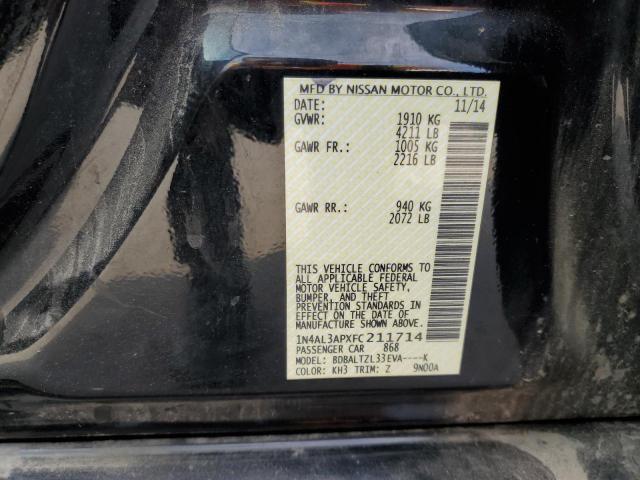 MFD BY NISSAN MOTOR CO., LTD.
DATE: 11/14
GVWR: 1910 KG
4211 LB
GAWR FR.: 1005 KG
2216 LB
GAWR RR.: 940 KG
2072 LB
THIS VEHICLE CONFORMS TO
ALL APPLICABLE FEDERAL
MOTOR VEHICLE SAFETY,
BUMPER, AND THEFT
PREVENTION STANDARDS IN
EFFECT ON THE DATE OF
MANUFACTURE SHOWN ABOVE.
1N4AL3APXFC211714
PASSENGER CAR 868
MODEL: BDBALTZL33EVA----K
COLOR: KH3 TRIM: Z 9N00A